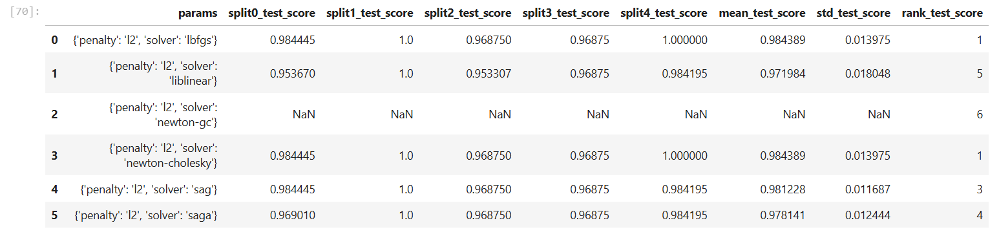 [70]:
params split0_test_score split1_test_score split2_test_score split3_test_score split4_test_score mean_test_score std_test_score rank_test_score
0 {'penalty': 'l2', 'solver': 'lbfgs'} 0.984445 1.0 0.968750 0.96875 1.000000 0.984389 0.013975 1
{'penalty': 'l2', 'solver':
1 'liblinear'} 0.953670 1.0 0.953307 0.96875 0.984195 0.971984 0.018048 5
{'penalty': 'l2', 'solver':
2 'newton-gc'} NaN NaN NaN NaN NaN NaN NaN 6
{'penalty': 'l2', 'solver':
3 'newton-cholesky'} 0.984445 1.0 0.968750 0.96875 1.000000 0.984389 0.013975 1
4 {'penalty': 'l2', 'solver': 'sag'} 0.984445 1.0 0.968750 0.96875 0.984195 0.981228 0.011687 3
5 {'penalty': 'l2', 'solver': 'saga'} 0.969010 1.0 0.968750 0.96875 0.984195 0.978141 0.012444 4